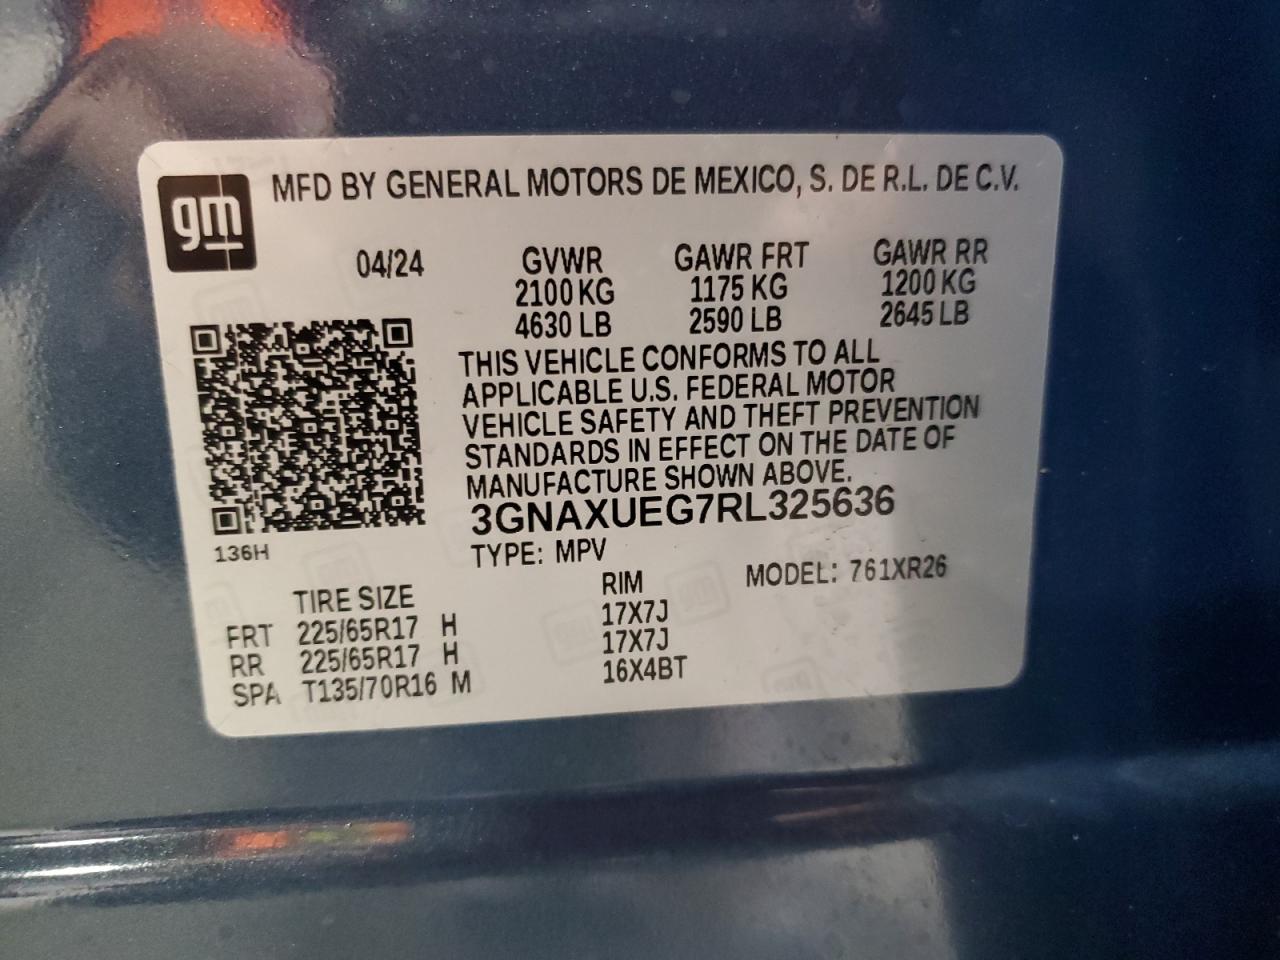 gm
MFD BY GENERAL MOTORS DE MEXICO, S. DE R.L. DE C.V.
04/24 GVWR GAWR FRT GAWR RR
2100 KG 1175 KG 1200 KG
4630 LB 2590 LB 2645 LB
THIS VEHICLE CONFORMS TO ALL
APPLICABLE U.S. FEDERAL MOTOR
VEHICLE SAFETY AND THEFT PREVENTION
STANDARDS IN EFFECT ON THE DATE OF
MANUFACTURE SHOWN ABOVE.
3GNAXUEG7RL325636
136H
TYPE: MPV
MODEL: 761XR26
TIRE SIZE RIM
FRT 225/65R17 H 17X7J
RR 225/65R17 H 17X7J
SPA T135/70R16 M 16X4BT